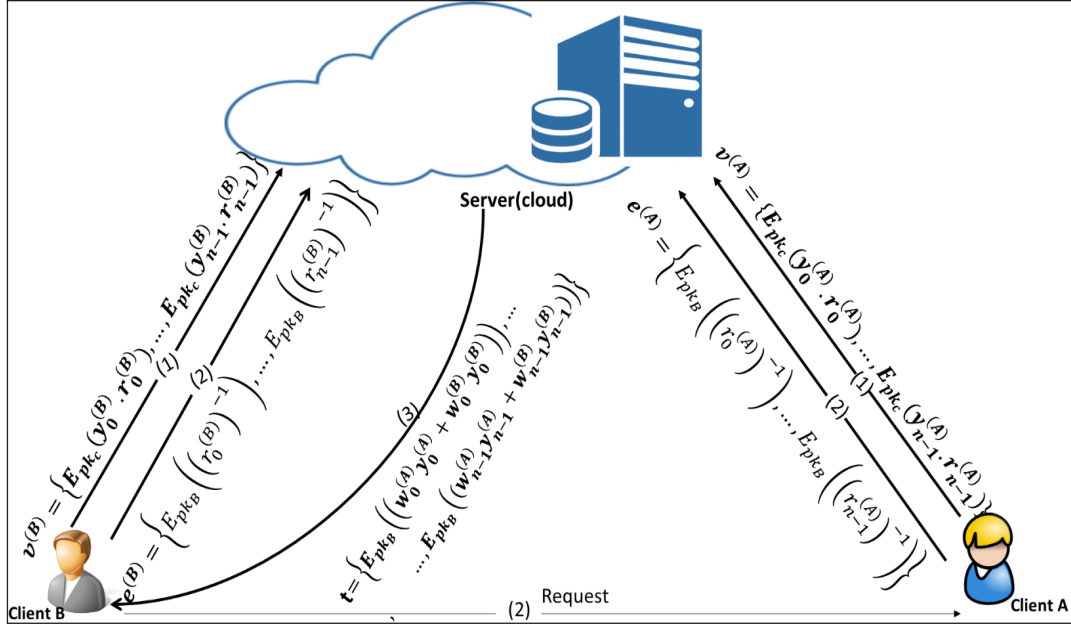 v^(B) = {E_pk_c(y_0^(B). r_0^(B)), ..., E_pk_c(y_{n-1}^(B). r_{n-1}^(B))}
(1)
e^(B) = {E_pk_B((r_0^(B))^{-1}), ..., E_pk_B((r_{n-1}^(B))^{-1})}
(2)
Server(cloud)
(3)
t= {E_pk_B((w_0^(A) y_0^(A) + w_0^(B) y_0^(B))), ...
..., E_pk_B((w_{n-1}^(A) y_{n-1}^(A) + w_{n-1}^(B) y_{n-1}^(B)))}
e^(A) = {E_pk_B((r_0^(A))^{-1}), ..., E_pk_B((r_{n-1}^(A))^{-1})}
(2)
v^(A) = {E_pk_c(y_0^(A). r_0^(A)), ..., E_pk_c(y_{n-1}^(A). r_{n-1}^(A))}
(1)
Client B
(2)
Request
Client A